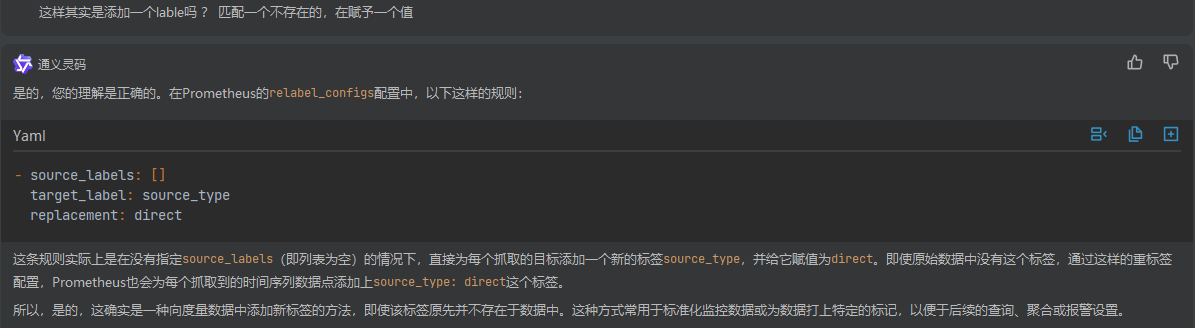 这样其实是添加一个lable吗？ 匹配一个不存在的，在赋予一个值
通义灵码
是的，您的理解是正确的。在Prometheus的relabel_configs配置中，以下这样的规则：
Yaml
- source_labels: []
  target_label: source_type
  replacement: direct
这条规则实际上是在没有指定source_labels（即列表为空）的情况下，直接为每个抓取的目标添加一个新的标签source_type，并给它赋值为direct。即使原始数据中没有这个标签，通过这样的重标签
配置，Prometheus也会为每个抓取到的时间序列数据点添加上source_type: direct这个标签。
所以，是的，这确实是一种向度量数据中添加新标签的方法，即使该标签原先并不存在于数据中。这种方式常用于标准化监控数据或为数据打上特定的标记，以便于后续的查询、聚合或报警设置。